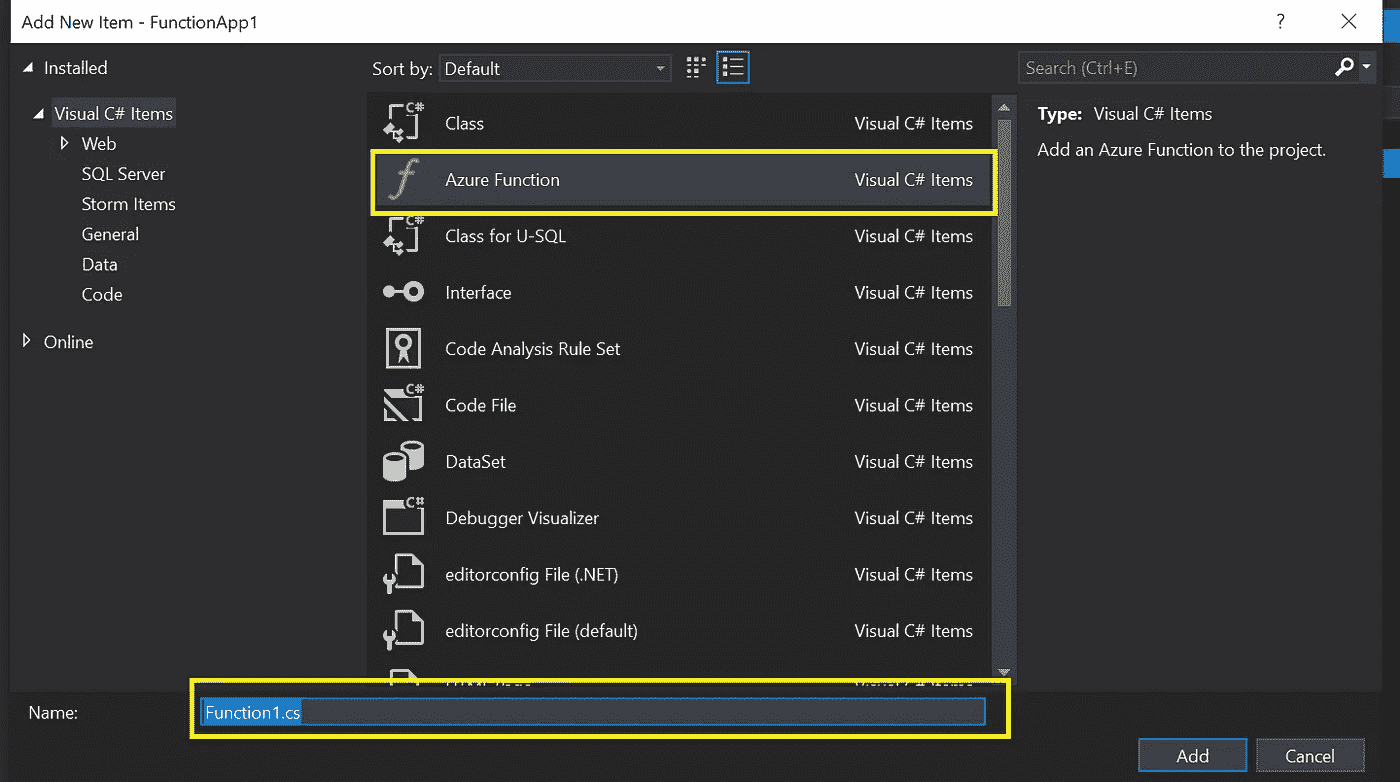 Add New Item - FunctionApp1
?
Installed
Sort by: Default
Search (Ctrl+E)
Visual C# Items
Web
SQL Server
Storm Items
General
Data
Code
Online
C# Class Visual C# Items
Azure Function Visual C# Items
C# Class for U-SQL Visual C# Items
Interface Visual C# Items
Code Analysis Rule Set Visual C# Items
C# Code File Visual C# Items
DataSet Visual C# Items
C# Debugger Visualizer Visual C# Items
editorconfig File (.NET) Visual C# Items
editorconfig File (default) Visual C# Items
Visual C# Items
Type: Visual C# Items
Add an Azure Function to the project.
Name: Function1.cs
Add Cancel